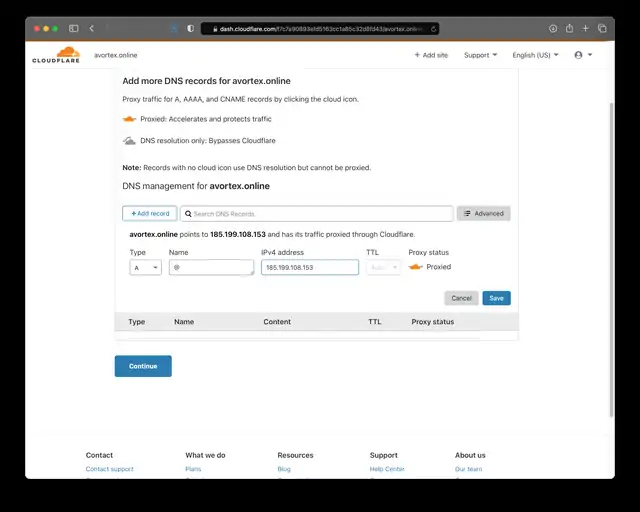 dash.cloudflare.com/f7c7a90893efd5163cc1a85c32d8fd43/avortex.online
CLOUDFLARE
avortex.online
+ Add site
Support
English (US)
Add more DNS records for avortex.online
Proxy traffic for A, AAAA, and CNAME records by clicking the cloud icon.
Proxied: Accelerates and protects traffic
DNS resolution only: Bypasses Cloudflare
Note: Records with no cloud icon use DNS resolution but cannot be proxied.
DNS management for avortex.online
+ Add record
Search DNS Records
Advanced
avortex.online points to 185.199.108.153 and has its traffic proxied through Cloudflare.
Type Name IPv4 address TTL Proxy status
A @ 185.199.108.153 Auto Proxied
Cancel Save
Type Name Content TTL Proxy status
Continue
Contact What we do Resources Support About us
Contact support Plans Blog Help Center Our team